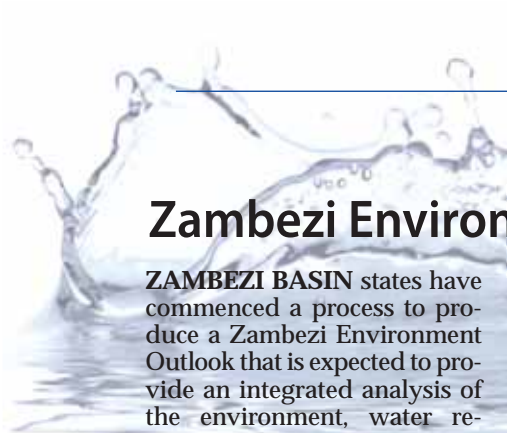 Zambezi Environ
ZAMBEZI BASIN states have
commenced a process to pro-
duce a Zambezi Environment
Outlook that is expected to pro-
vide an integrated analysis of
the environment, water re-